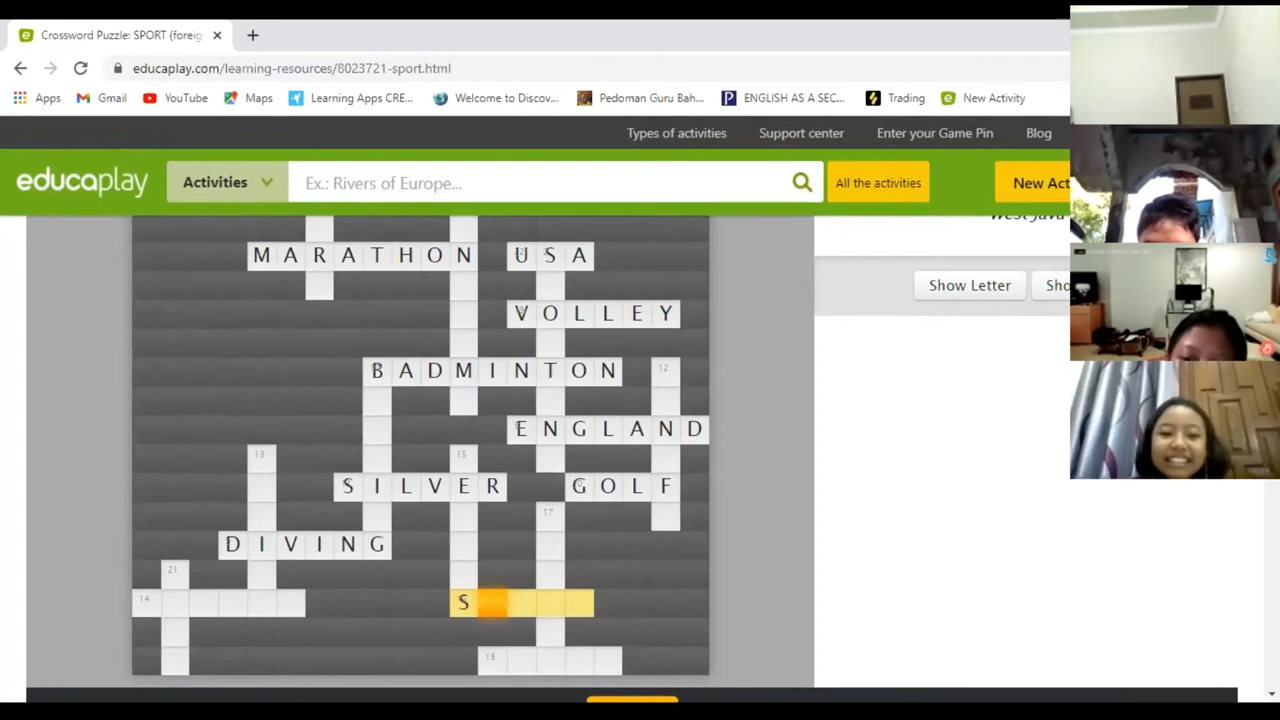 Crossword Puzzle: SPORT (foreig
educaplay.com/learning-resources/8023721-sport.html
Apps Gmail YouTube Maps Learning Apps CRE... Welcome to Discov... Pedoman Guru Bah... ENGLISH AS A SEC... Trading New Activity
Types of activities Support center Enter your Game Pin Blog
educaplay Activities Ex.: Rivers of Europe... All the activities New Act
West Java
MARATHON USA
Show Letter Sho
VOLLEY
BADMINTON 12
ENGLAND
13 15
SILVER GOLF
17
DIVING
21
14 S
18